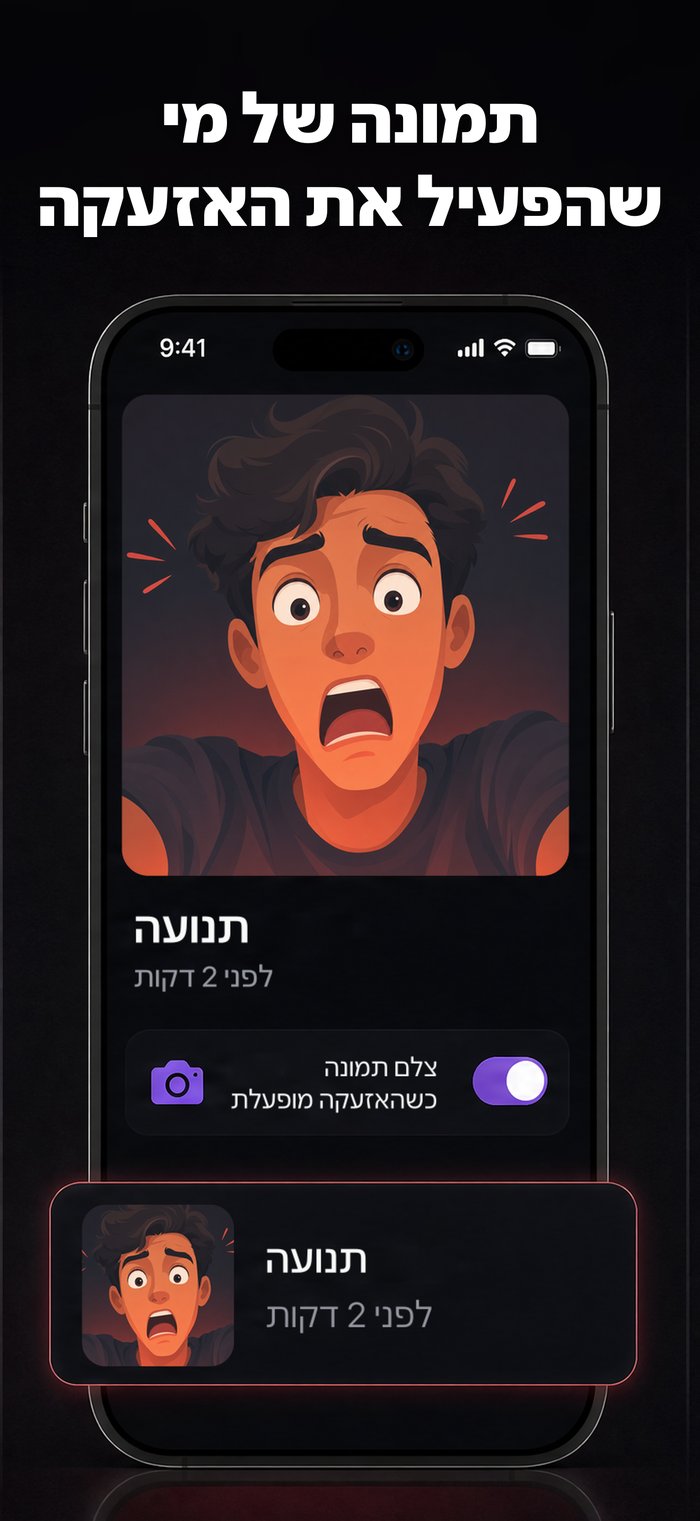 תמונה של מי
שהפעיל את האזעקה
9:41
תנועה
לפני 2 דקות
צלם תמונה
כשהאזעקה מופעלת
תנועה
לפני 2 דקות